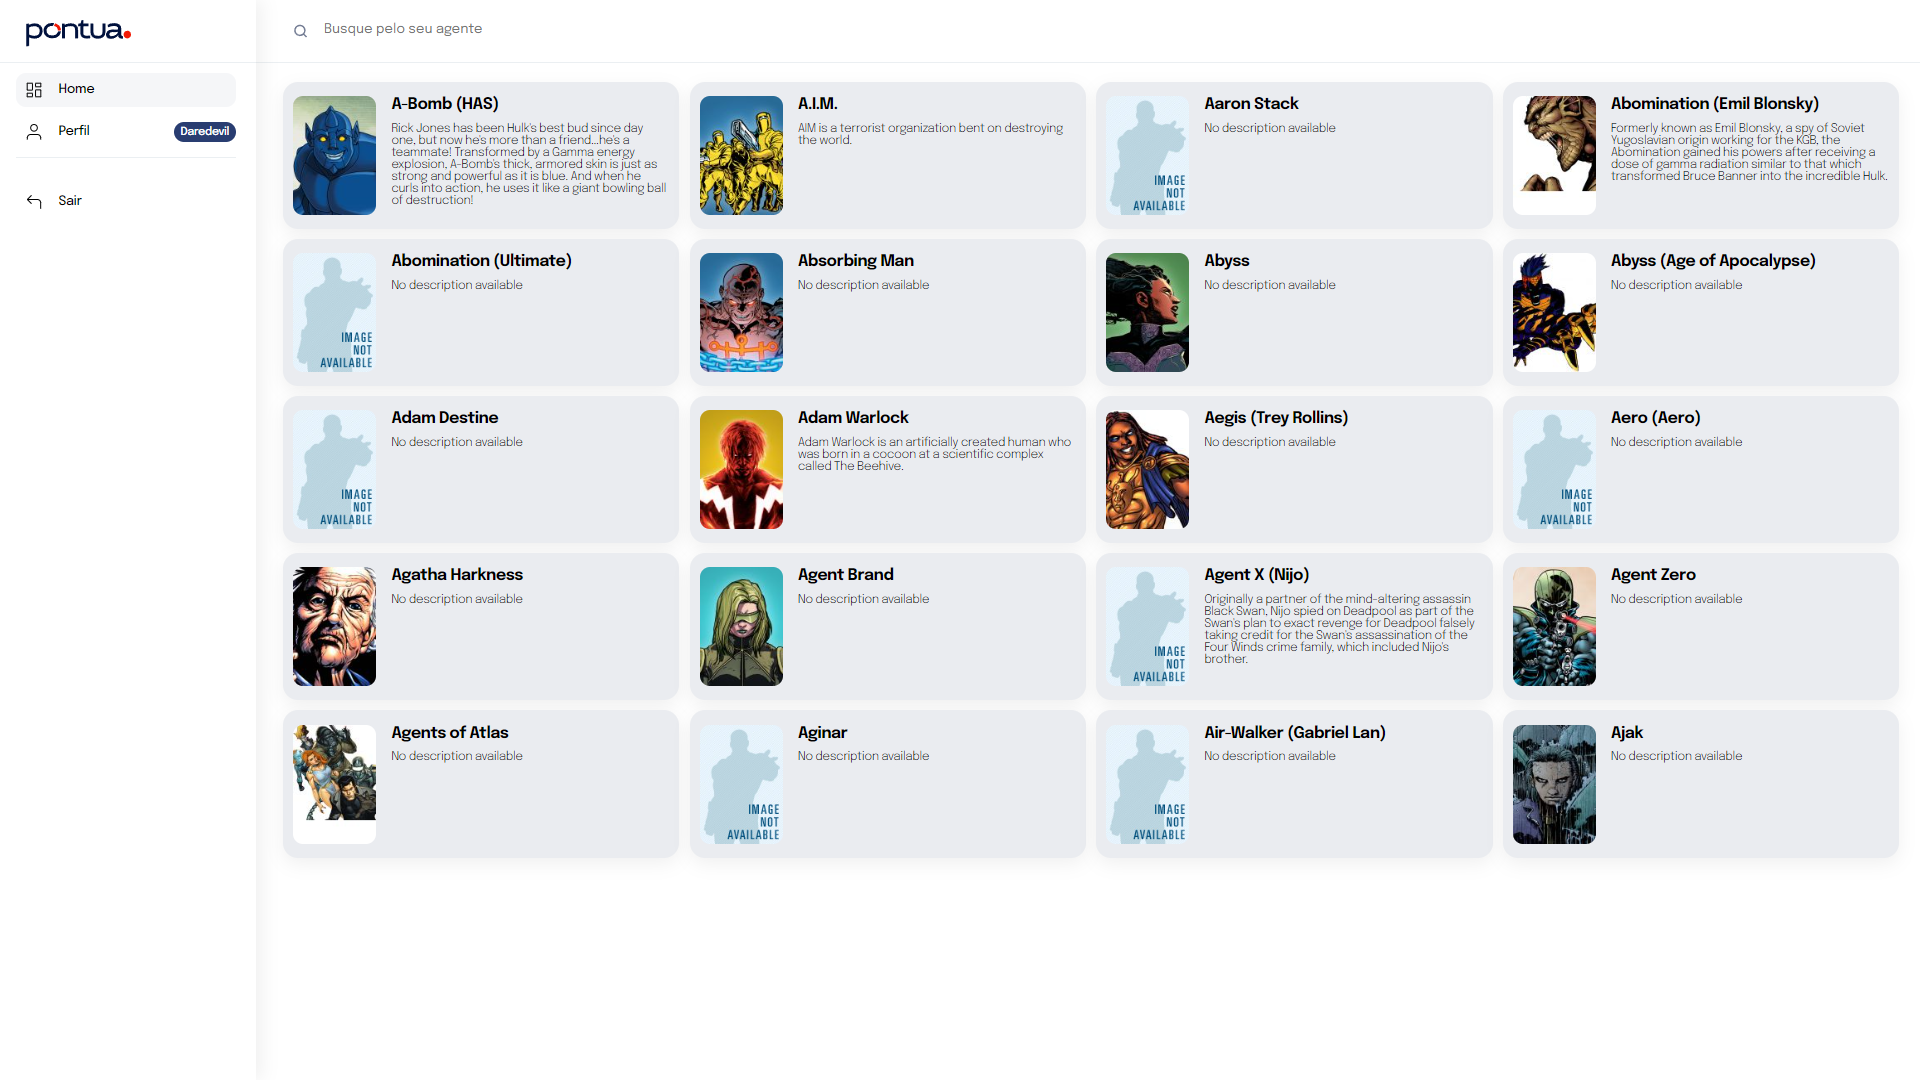 pontua.
Busque pelo seu agente
Home
Perfil
Daredevil
Sair
A-Bomb (HAS)
Rick Jones has been Hulk's best bud since day
one, but now he's more than a friend...he's a
teammate! Transformed by a Gamma energy
explosion, A-Bomb's thick, armored skin is just as
strong and powerful as it is blue. And when he
curls into action, he uses it like a giant bowling ball
of destruction!
A.I.M.
AIM is a terrorist organization bent on destroying
the world.
Aaron Stack
No description available
IMAGE
NOT
AVAILABLE
Abomination (Emil Blonsky)
Formerly known as Emil Blonsky, a spy of Soviet
Yugoslavian origin working for the KGB, the
Abomination gained his powers after receiving a
dose of gamma radiation similar to that which
transformed Bruce Banner into the incredible Hulk.
Abomination (Ultimate)
No description available
IMAGE
NOT
AVAILABLE
Absorbing Man
No description available
Abyss
No description available
Abyss (Age of Apocalypse)
No description available
Adam Destine
No description available
IMAGE
NOT
AVAILABLE
Adam Warlock
Adam Warlock is an artificially created human who
was born in a cocoon at a scientific complex
called The Beehive.
Aegis (Trey Rollins)
No description available
Aero (Aero)
No description available
IMAGE
NOT
AVAILABLE
Agatha Harkness
No description available
Agent Brand
No description available
Agent X (Nijo)
Originally a partner of the mind-altering assassin
Black Swan, Nijo spied on Deadpool as part of the
Swan's plan to exact revenge for Deadpool falsely
taking credit for the Swan's assassination of the
Four Winds crime family, which included Nijo's
brother.
IMAGE
NOT
AVAILABLE
Agent Zero
No description available
Agents of Atlas
No description available
Aginar
No description available
IMAGE
NOT
AVAILABLE
Air-Walker (Gabriel Lan)
No description available
IMAGE
NOT
AVAILABLE
Ajak
No description available